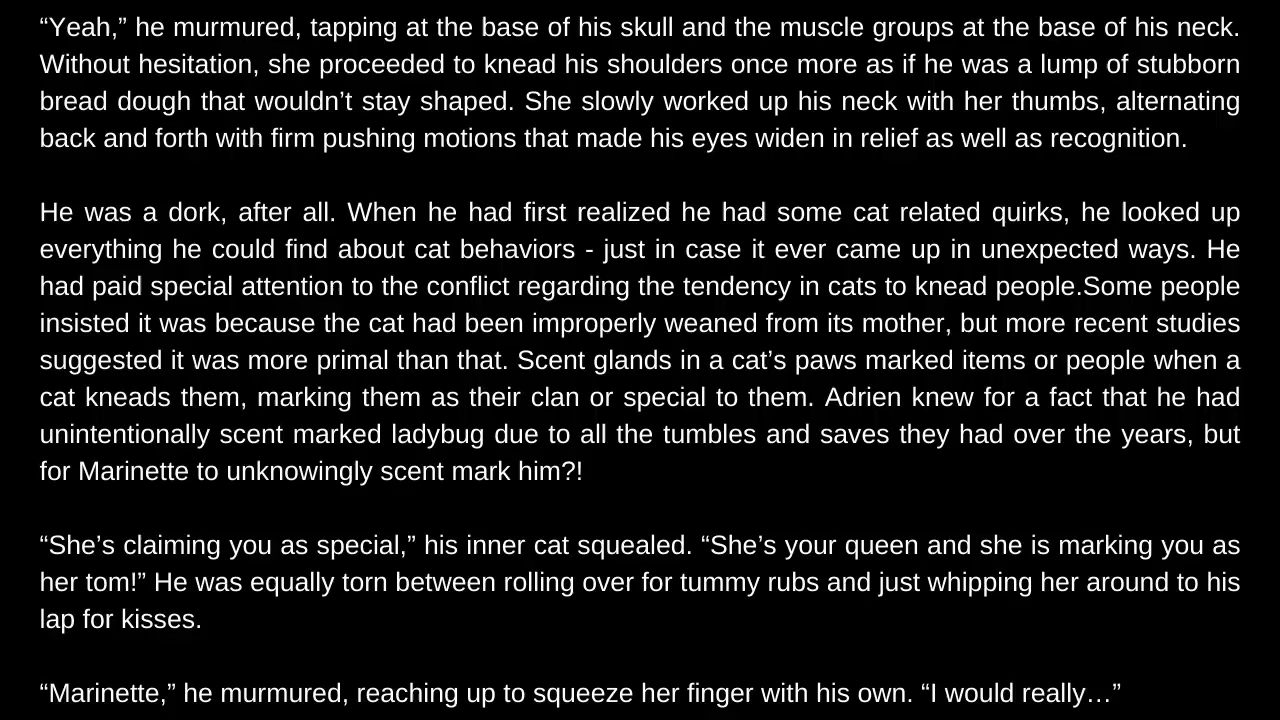 “Yeah,” he murmured, tapping at the base of his skull and the muscle groups at the base of his neck.
Without hesitation, she proceeded to knead his shoulders once more as if he was a lump of stubborn
bread dough that wouldn’t stay shaped. She slowly worked up his neck with her thumbs, alternating
back and forth with firm pushing motions that made his eyes widen in relief as well as recognition.
He was a dork, after all. When he had first realized he had some cat related quirks, he looked up
everything he could find about cat behaviors - just in case it ever came up in unexpected ways. He
had paid special attention to the conflict regarding the tendency in cats to knead people.Some people
insisted it was because the cat had been improperly weaned from its mother, but more recent studies
suggested it was more primal than that. Scent glands in a cat’s paws marked items or people when a
cat kneads them, marking them as their clan or special to them. Adrien knew for a fact that he had
unintentionally scent marked ladybug due to all the tumbles and saves they had over the years, but
for Marinette to unknowingly scent mark him?!
“She’s claiming you as special,” his inner cat squealed. “She’s your queen and she is marking you as
her tom!” He was equally torn between rolling over for tummy rubs and just whipping her around to his
lap for kisses.
“Marinette,” he murmured, reaching up to squeeze her finger with his own. “I would really…”